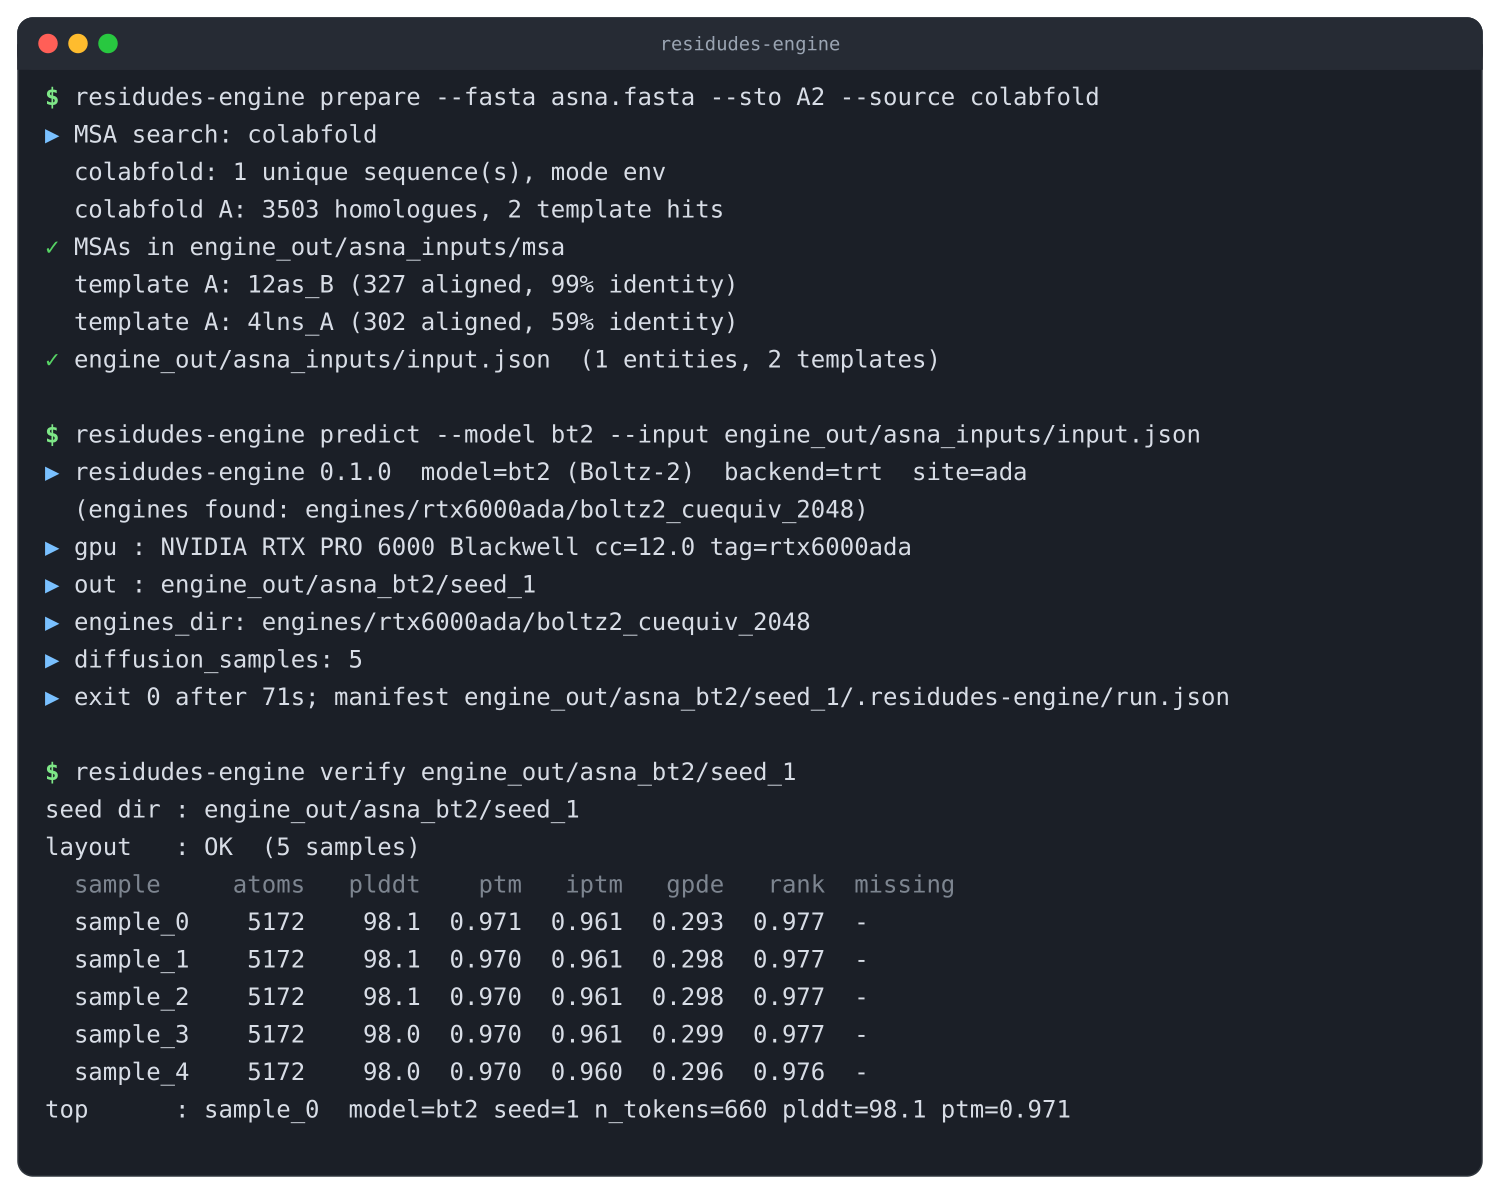 residudes-engine
$ residudes-engine prepare --fasta asna.fasta --sto A2 --source colabfold
▶ MSA search: colabfold
  colabfold: 1 unique sequence(s), mode env
  colabfold A: 3503 homologues, 2 template hits
✓ MSAs in engine_out/asna_inputs/msa
  template A: 12as_B (327 aligned, 99% identity)
  template A: 4lns_A (302 aligned, 59% identity)
✓ engine_out/asna_inputs/input.json  (1 entities, 2 templates)
$ residudes-engine predict --model bt2 --input engine_out/asna_inputs/input.json
▶ residudes-engine 0.1.0  model=bt2 (Boltz-2)  backend=trt  site=ada
  (engines found: engines/rtx6000ada/boltz2_cuequiv_2048)
▶ gpu : NVIDIA RTX PRO 6000 Blackwell cc=12.0 tag=rtx6000ada
▶ out : engine_out/asna_bt2/seed_1
▶ engines_dir: engines/rtx6000ada/boltz2_cuequiv_2048
▶ diffusion_samples: 5
▶ exit 0 after 71s; manifest engine_out/asna_bt2/seed_1/.residudes-engine/run.json
$ residudes-engine verify engine_out/asna_bt2/seed_1
seed dir : engine_out/asna_bt2/seed_1
layout   : OK  (5 samples)
  sample     atoms   plddt    ptm   iptm   gpde   rank  missing
  sample_0    5172    98.1  0.971  0.961  0.293  0.977  -
  sample_1    5172    98.1  0.970  0.961  0.298  0.977  -
  sample_2    5172    98.1  0.970  0.961  0.298  0.977  -
  sample_3    5172    98.0  0.970  0.961  0.299  0.977  -
  sample_4    5172    98.0  0.970  0.960  0.296  0.976  -
top      : sample_0  model=bt2 seed=1 n_tokens=660 plddt=98.1 ptm=0.971